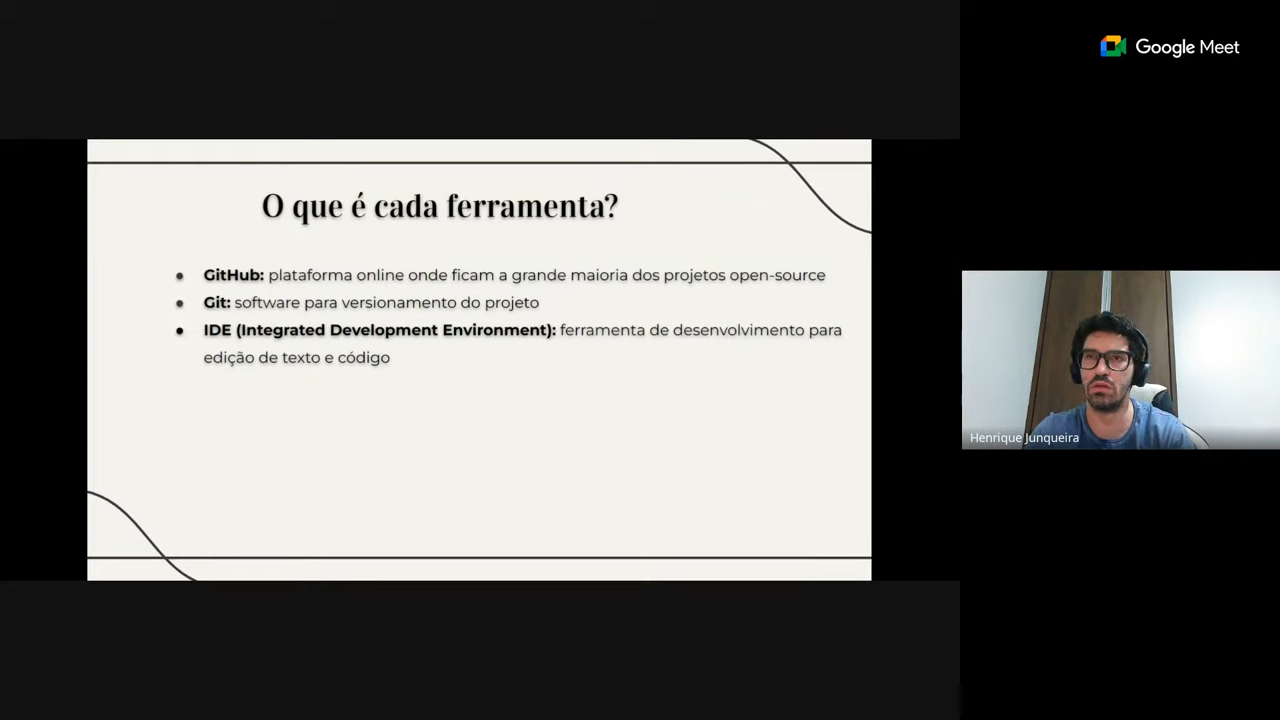 Google Meet
O que é cada ferramenta?
● GitHub: plataforma online onde ficam a grande maioria dos projetos open-source
● Git: software para versionamento do projeto
● IDE (Integrated Development Environment): ferramenta de desenvolvimento para
edição de texto e código
Henrique Junqueira